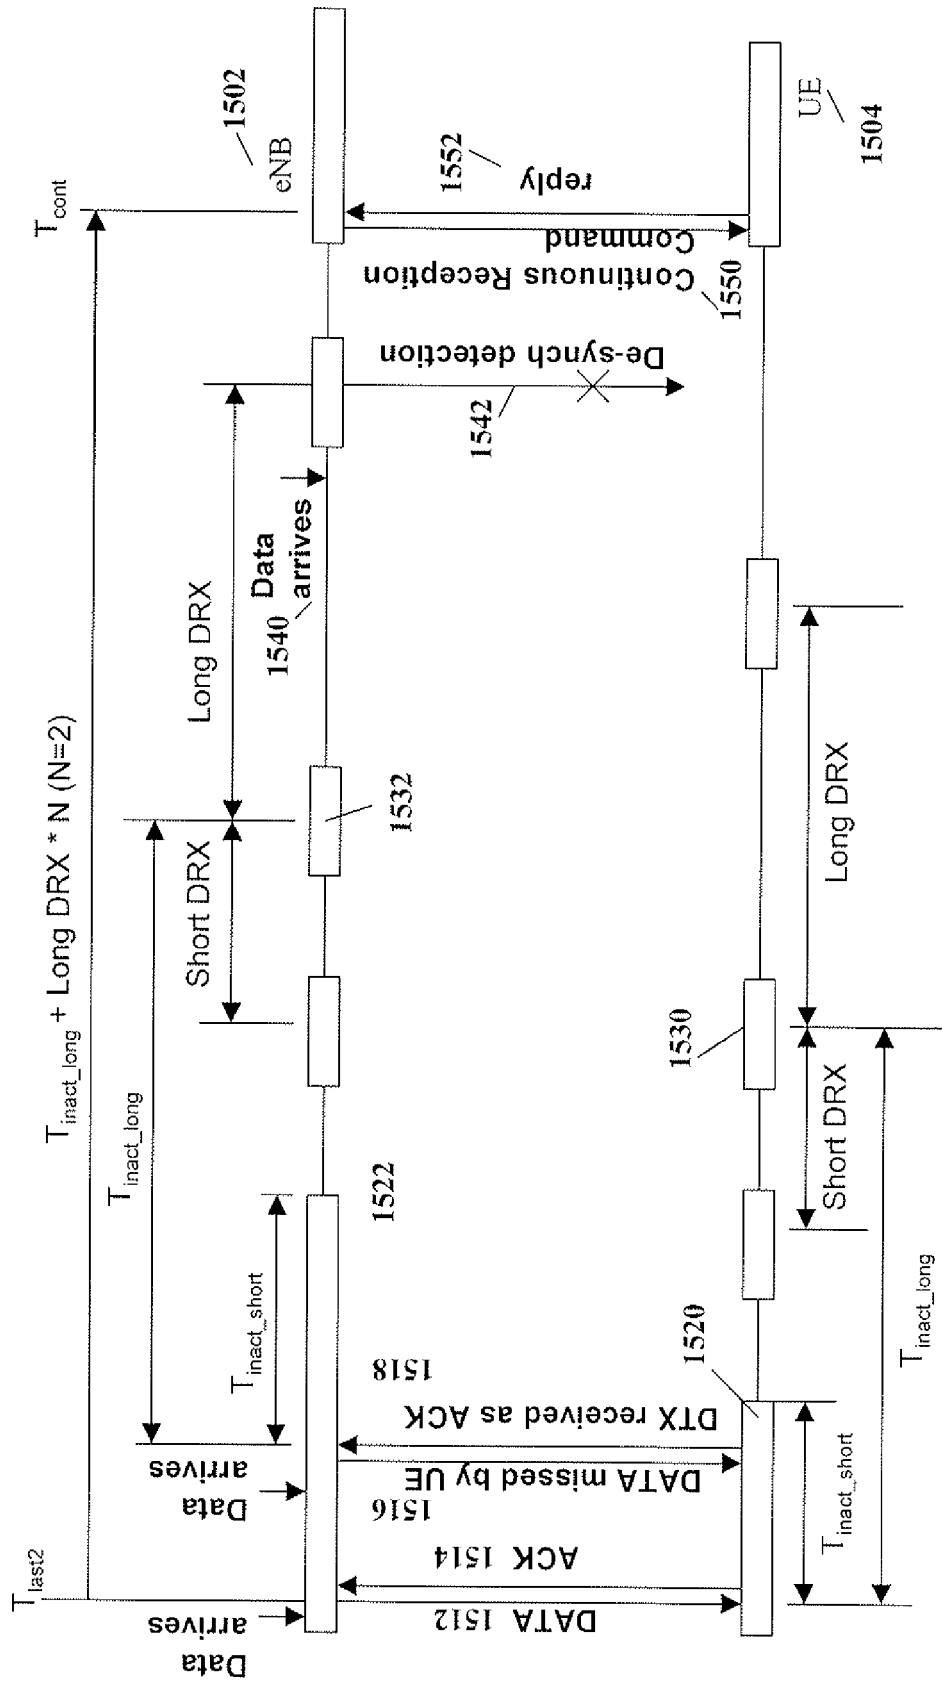 T_last2
T_inact_long + Long DRX * N (N=2)
T_cont
T_inact_long
Short DRX
Long DRX
T_inact_short
Data
arrives
Data
arrives
1540 Data
arrives
1522
1532
1502
eNB
DATA 1512
ACK 1514
1516
DATA missed by UE
DTX received as ACK
1518
1542
De-synch detection
Continuous Reception
Command
1550
reply
1552
1520
1530
UE
1504
T_inact_short
Short DRX
Long DRX
T_inact_long